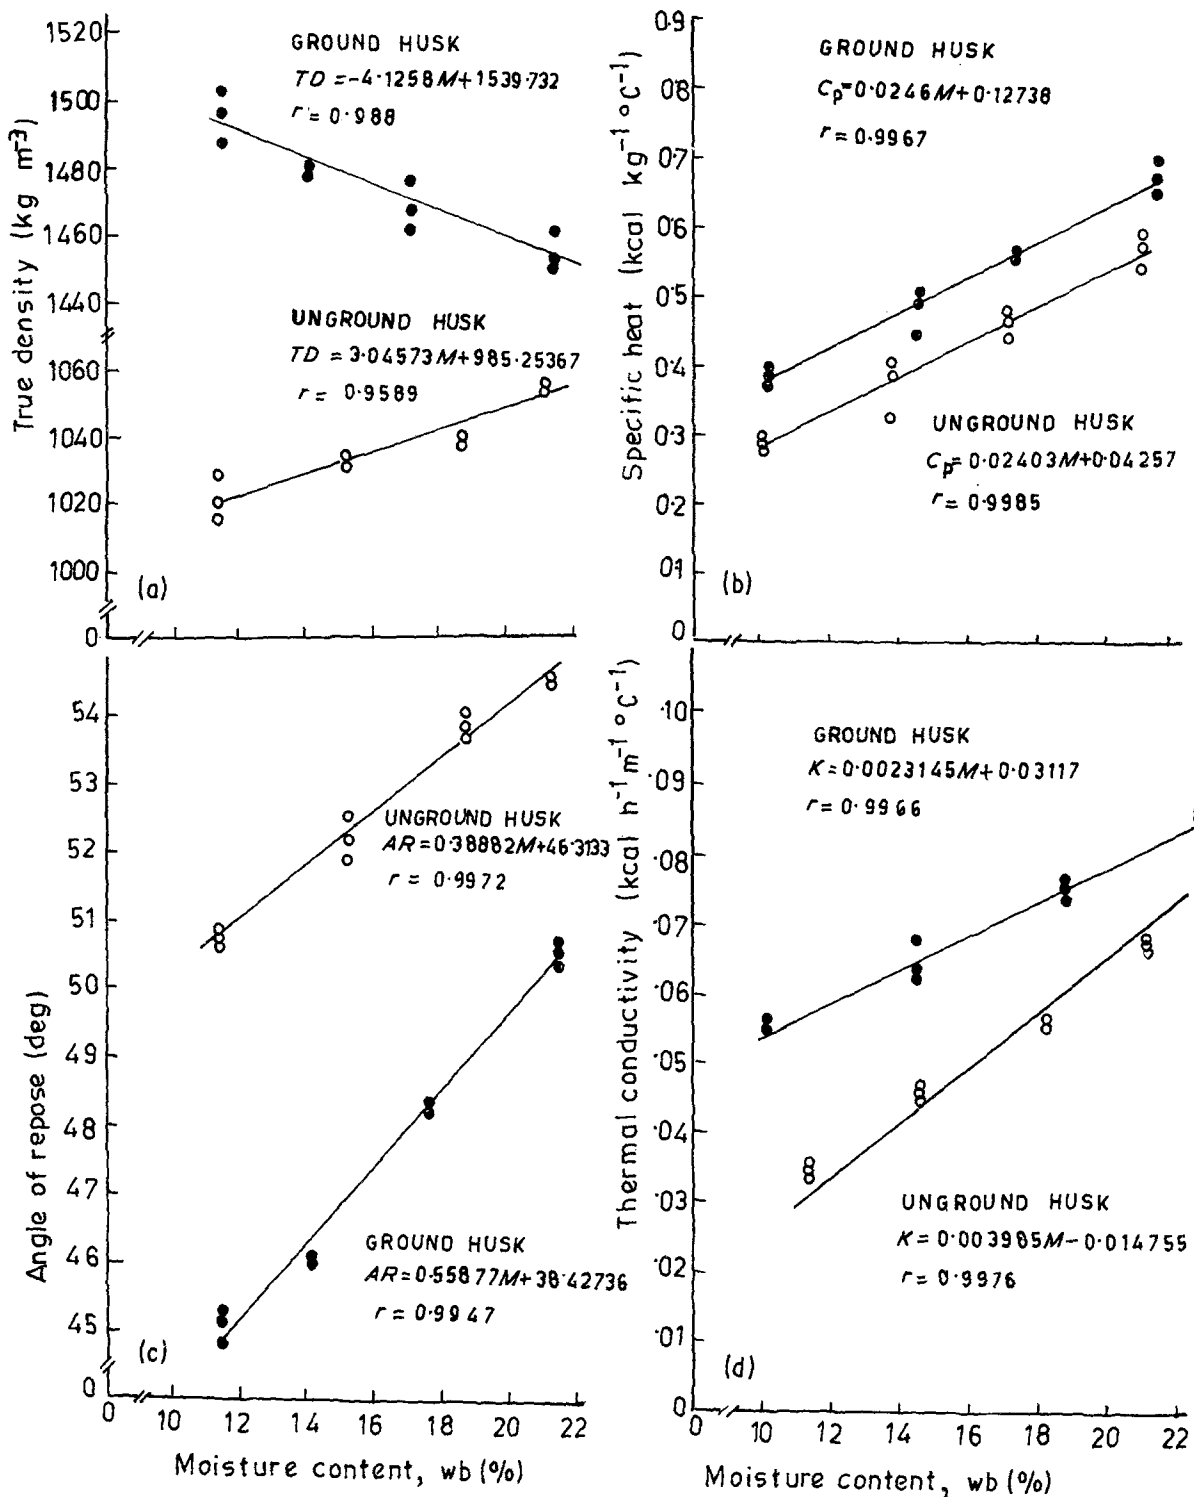 True density (kg m⁻³)
1520
1500
1480
1460
1440
1060
1040
1020
1000
0
GROUND HUSK
TD = -4·1258M+1539·732
r = 0·988
UNGROUND HUSK
TD = 3·04573M+985·25367
r = 0·9589
(a)
Specific heat (kcal kg⁻¹ °C⁻¹)
0·9
0·8
0·7
0·6
0·5
0·4
0·3
0·2
0·1
0
GROUND HUSK
Cp=0·0246M+0·12738
r = 0·9967
UNGROUND HUSK
Cp=0·02403M+0·04257
r = 0·9985
(b)
Angle of repose (deg)
54
53
52
51
50
49
48
47
46
45
0
UNGROUND HUSK
AR=0·38882M+46·3133
r = 0·9972
GROUND HUSK
AR=0·55877M+38·42736
r = 0·9947
(c)
0 10 12 14 16 18 20 22
Moisture content, wb (%)
Thermal conductivity (kcal h⁻¹ m⁻¹ °C⁻¹)
·10
·09
·08
·07
·06
·05
·04
·03
·02
·01
0
GROUND HUSK
K=0·0023145M+0·03117
r = 0·9966
UNGROUND HUSK
K=0·003985M-0·014755
r = 0·9976
(d)
0 10 12 14 16 18 20 22
Moisture content, wb (%)